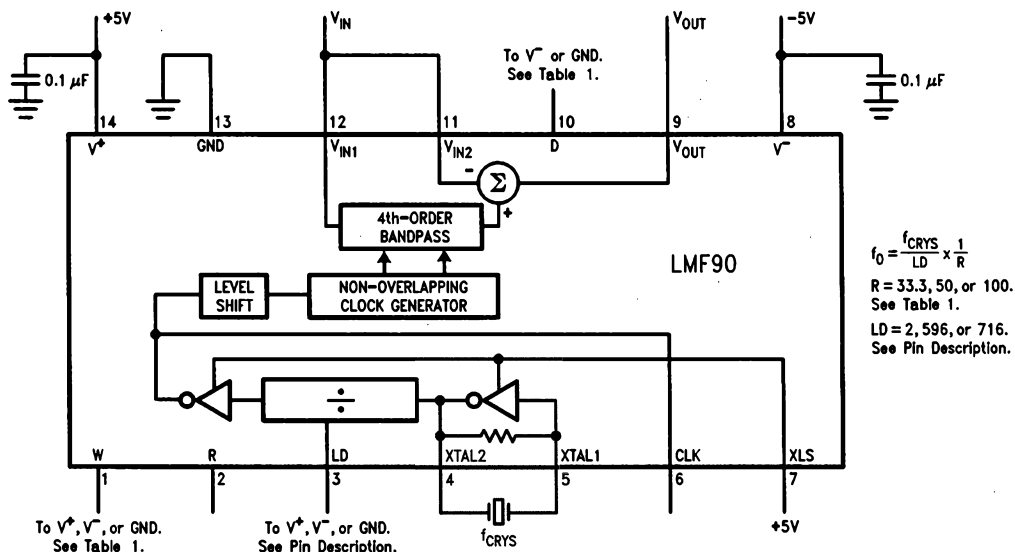 +5V
V_IN
V_OUT
-5V
To V⁻ or GND.
See Table 1.
0.1 µF
0.1 µF
14
13
12
11
10
9
8
V⁺
GND
V_IN1
V_IN2
D
V_OUT
V⁻
-
Σ
+
4th-ORDER
BANDPASS
LMF90
LEVEL
SHIFT
NON-OVERLAPPING
CLOCK GENERATOR
f_0 = f_CRYS / LD × 1 / R
R = 33.3, 50, or 100.
See Table 1.
LD = 2, 596, or 716.
See Pin Description.
÷
W
R
LD
XTAL2
XTAL1
CLK
XLS
1
2
3
4
5
6
7
To V⁺, V⁻, or GND.
See Table 1.
To V⁺, V⁻, or GND.
See Pin Description.
f_CRYS
+5V